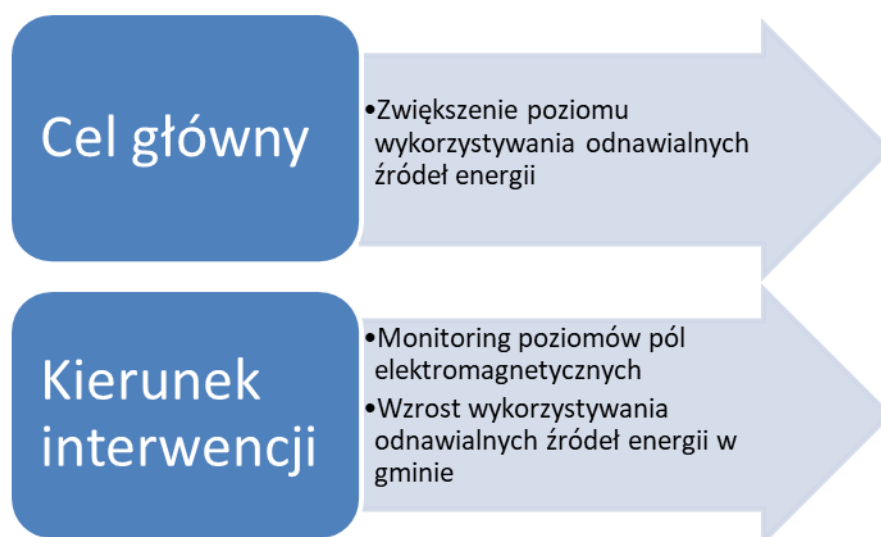 Cel główny
•Zwiększenie poziomu
wykorzystywania odnawialnych
źródeł energii
Kierunek
interwencji
•Monitoring poziomów pól
elektromagnetycznych
•Wzrost wykorzystywania
odnawialnych źródeł energii w
gminie